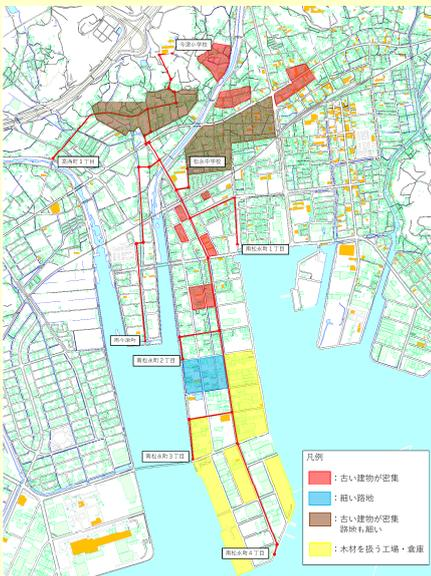 今津小学校
高西町1丁目
松永中学校
南松永町1丁目
南今津町
南松永町2丁目
南松永町3丁目
南松永町4丁目
凡例
：古い建物が密集
：細い路地
：古い建物が密集
路地も細い
：木材を扱う工場・倉庫